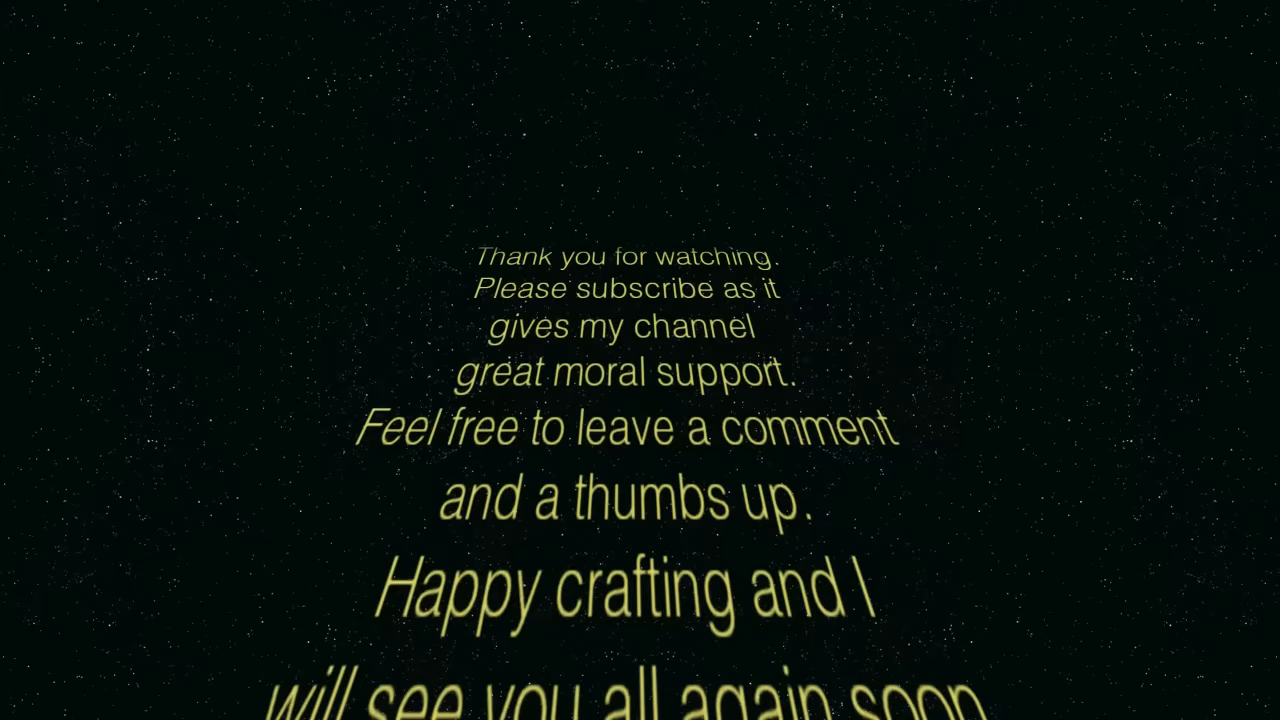 Thank you for watching.
Please subscribe as it
gives my channel
great moral support.
Feel free to leave a comment
and a thumbs up.
Happy crafting and I
will see you all again soon